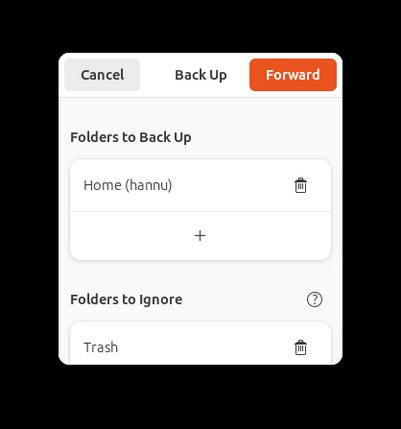 Cancel Back Up Forward
Folders to Back Up
Home (hannu)
+
Folders to Ignore ?
Trash